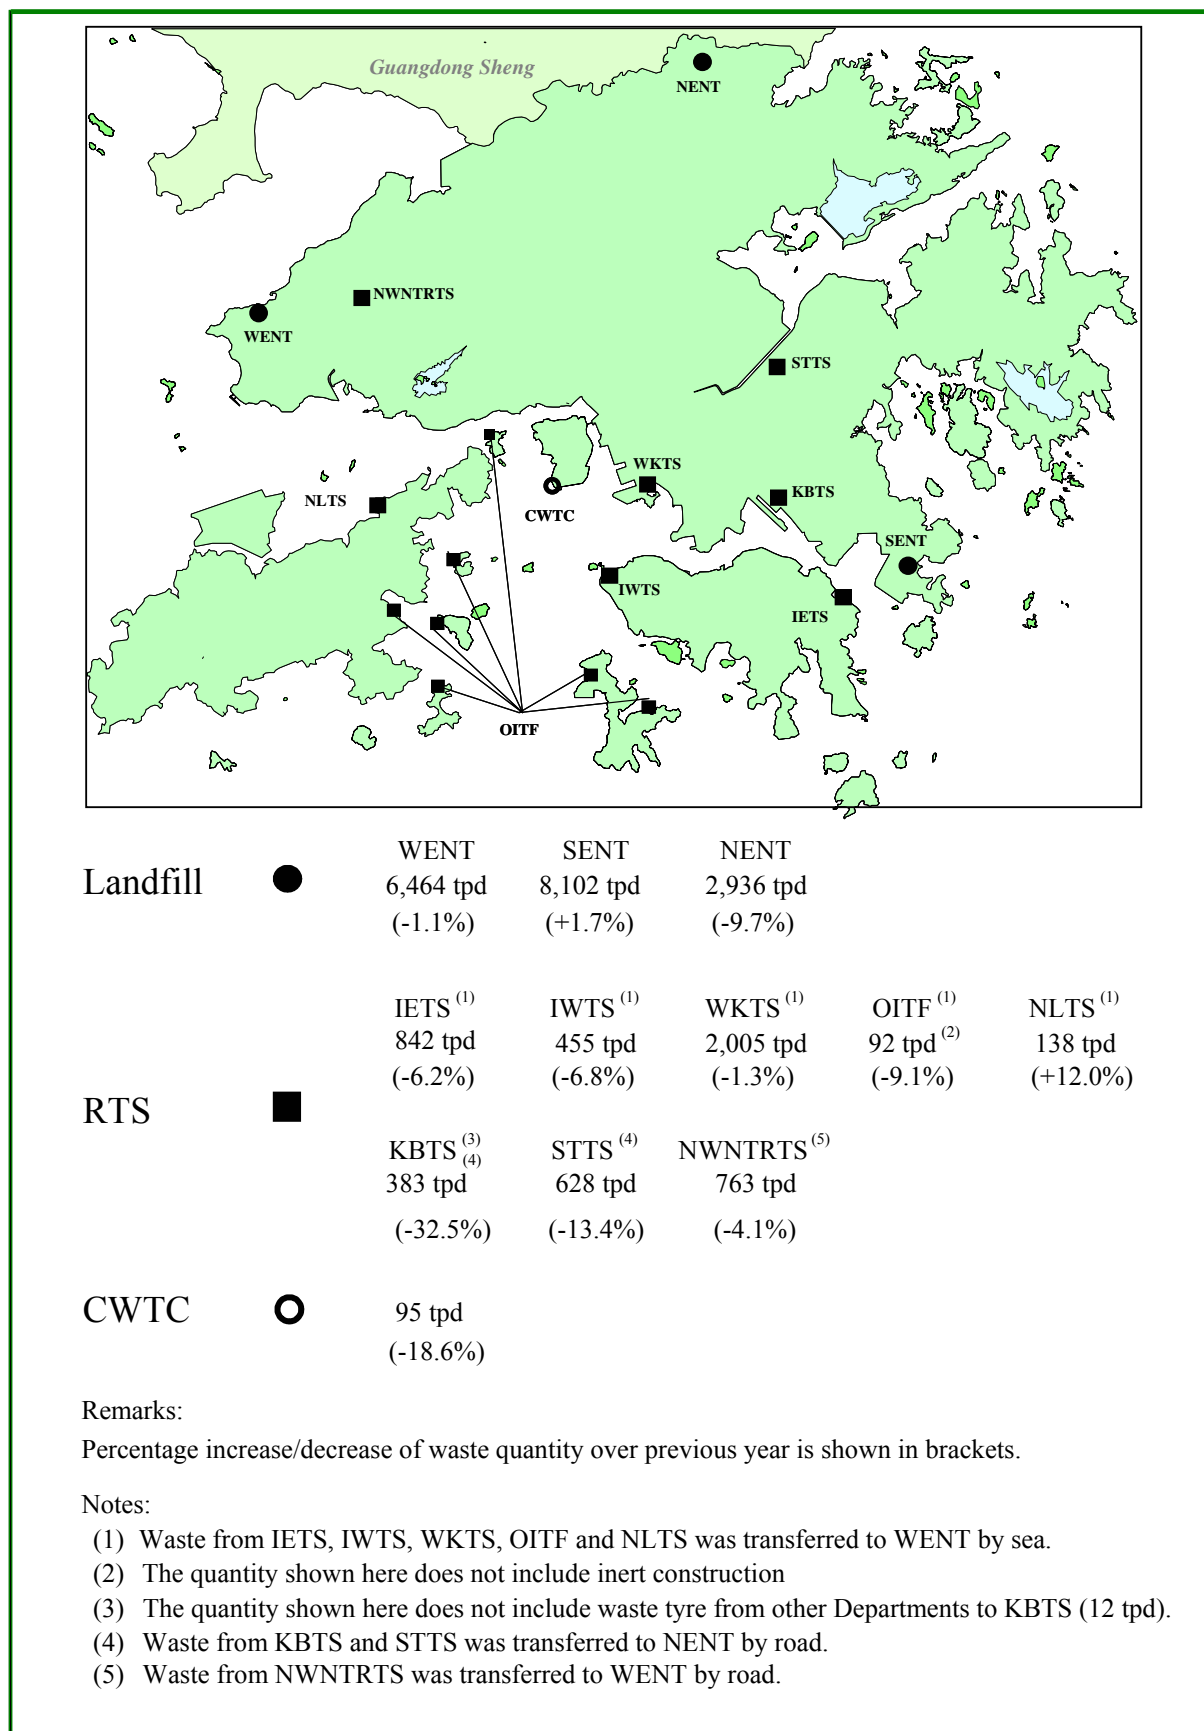 Guangdong Sheng
NENT
NWNTRTS
WENT
STTS
WKTS
KBTS
NLTS
CWTC
SENT
IWTS
IETS
OITF
WENT SENT NENT
Landfill 6,464 tpd 8,102 tpd 2,936 tpd
(-1.1%) (+1.7%) (-9.7%)
IETS (1) IWTS (1) WKTS (1) OITF (1) NLTS (1)
842 tpd 455 tpd 2,005 tpd 92 tpd (2) 138 tpd
(-6.2%) (-6.8%) (-1.3%) (-9.1%) (+12.0%)
RTS
KBTS (3) (4) STTS (4) NWNTRTS (5)
383 tpd 628 tpd 763 tpd
(-32.5%) (-13.4%) (-4.1%)
CWTC 95 tpd
(-18.6%)
Remarks:
Percentage increase/decrease of waste quantity over previous year is shown in brackets.
Notes:
(1) Waste from IETS, IWTS, WKTS, OITF and NLTS was transferred to WENT by sea.
(2) The quantity shown here does not include inert construction
(3) The quantity shown here does not include waste tyre from other Departments to KBTS (12 tpd).
(4) Waste from KBTS and STTS was transferred to NENT by road.
(5) Waste from NWNTRTS was transferred to WENT by road.